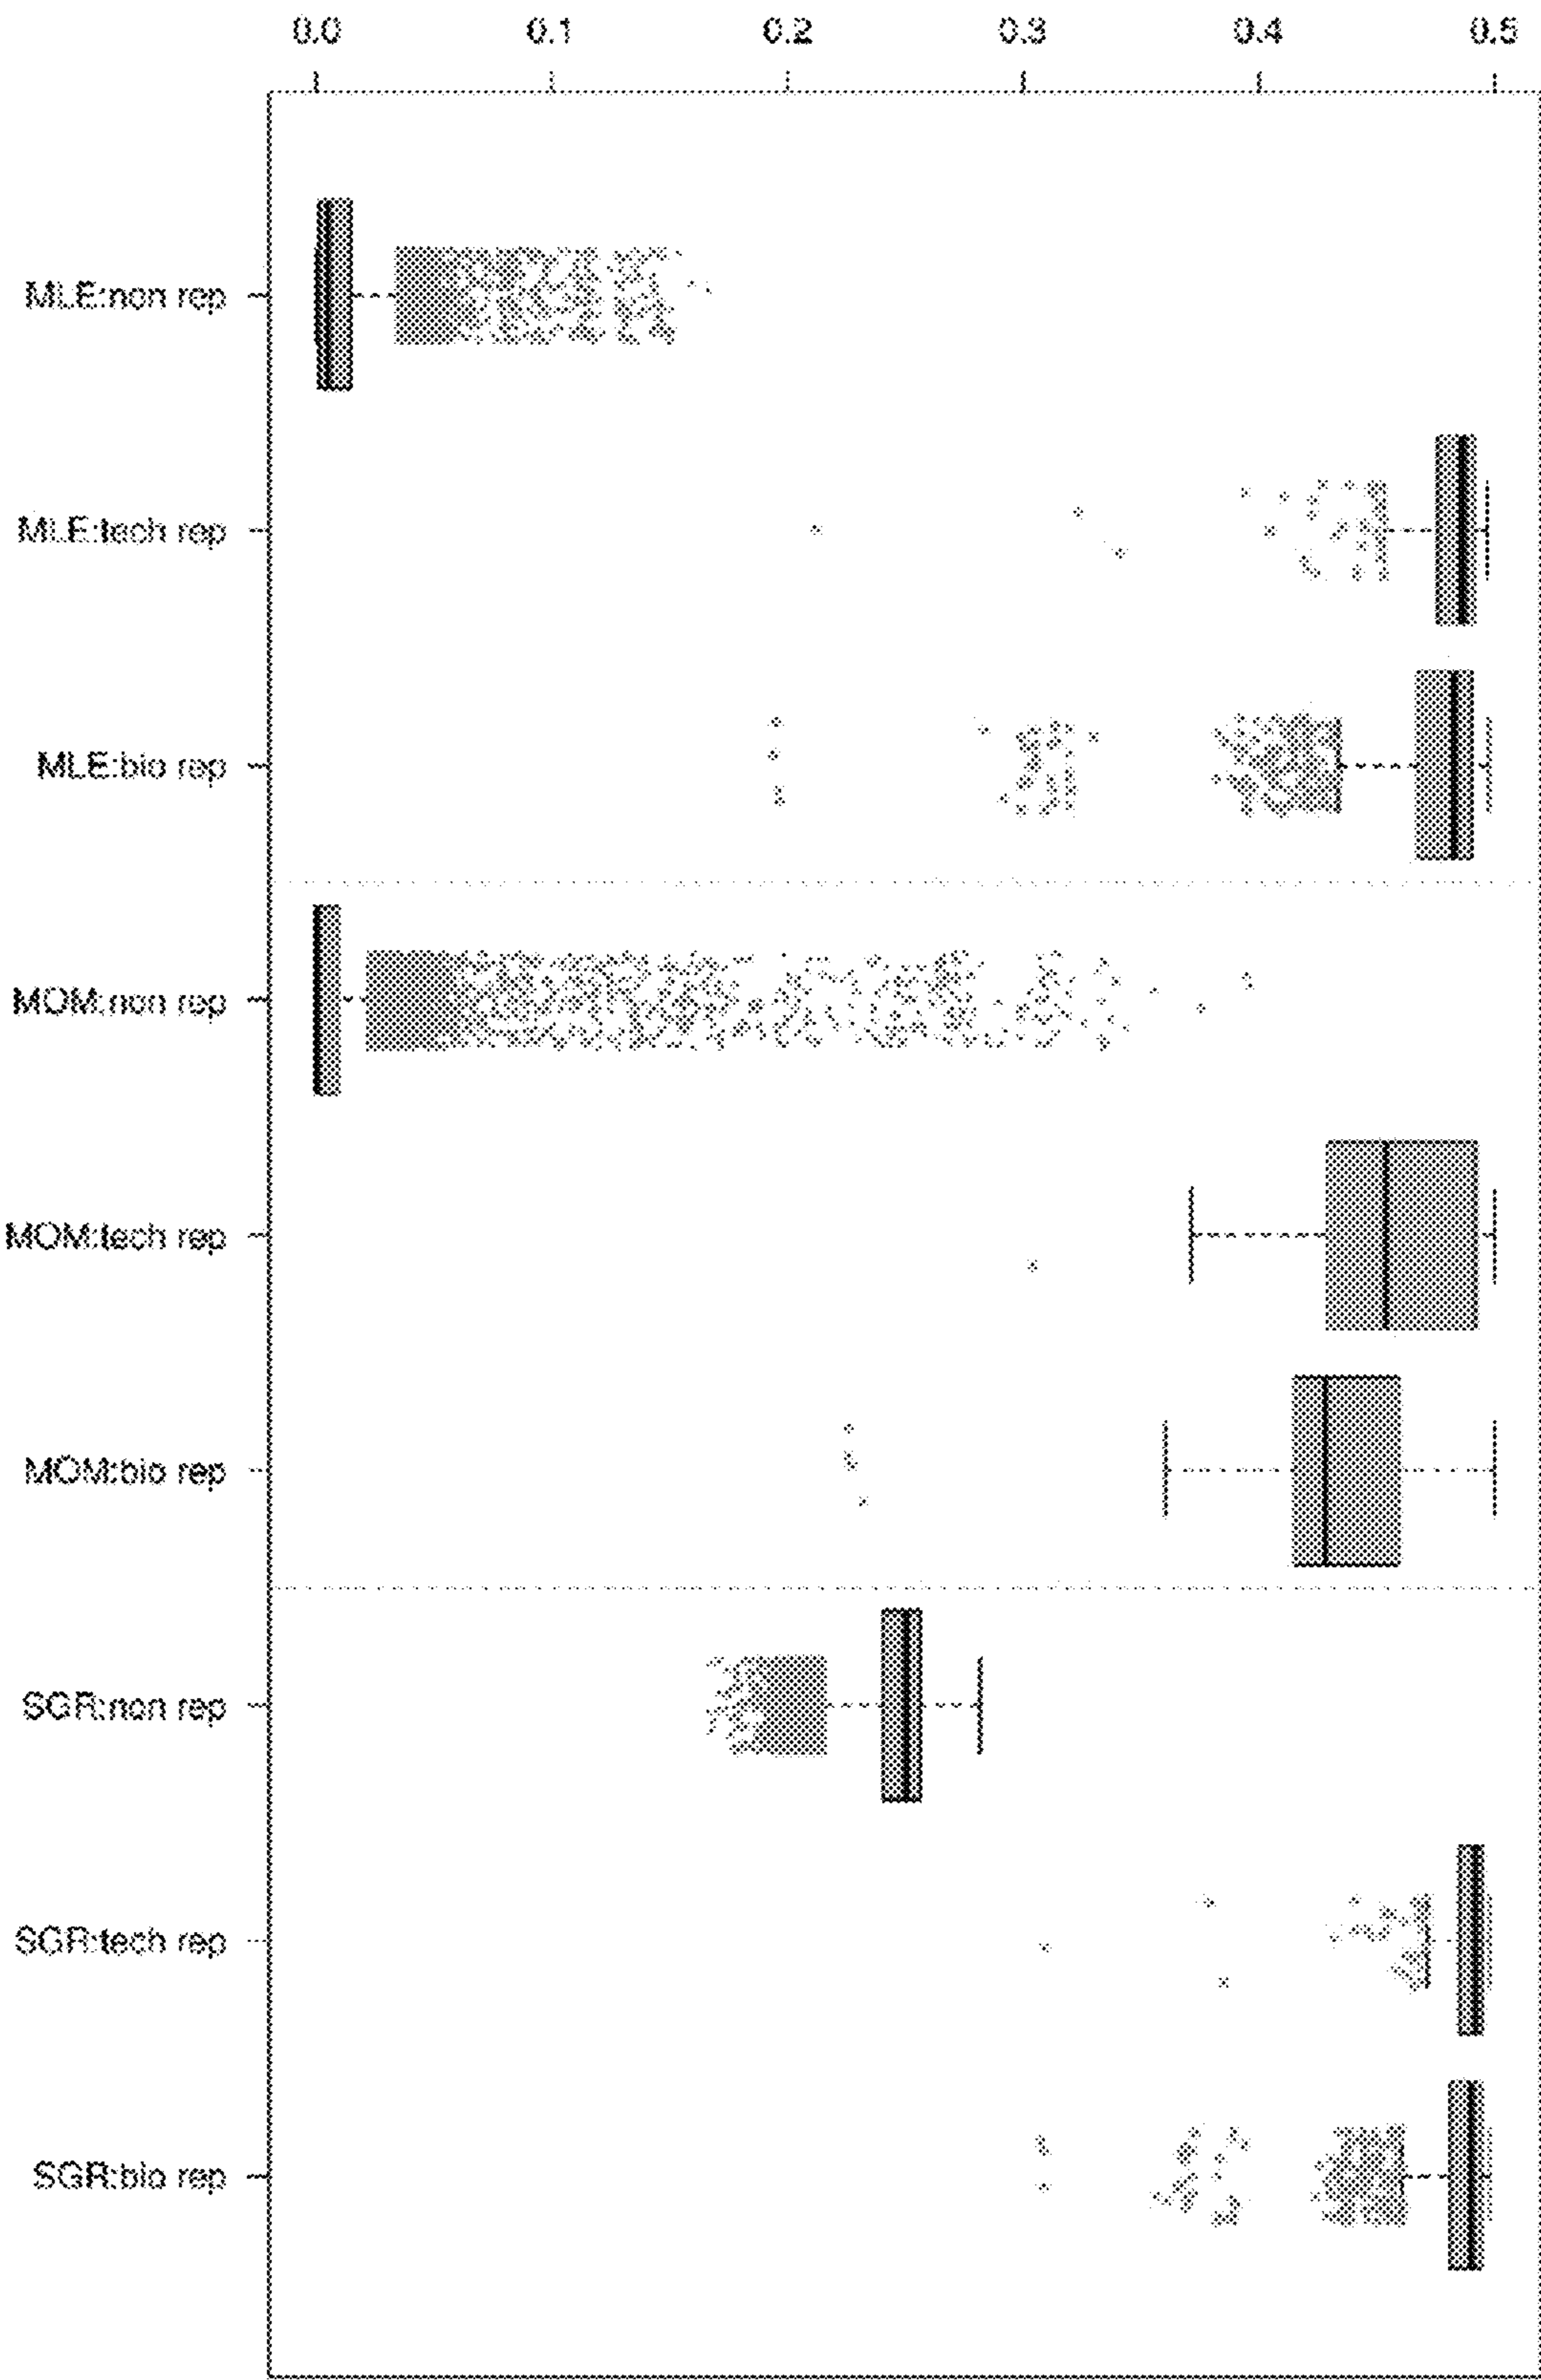 0.0 0.1 0.2 0.3 0.4 0.5
MLE:non rep
MLE:tech rep
MLE:bio rep
MOM:non rep
MOM:tech rep
MOM:bio rep
SGR:non rep
SGR:tech rep
SGR:bio rep